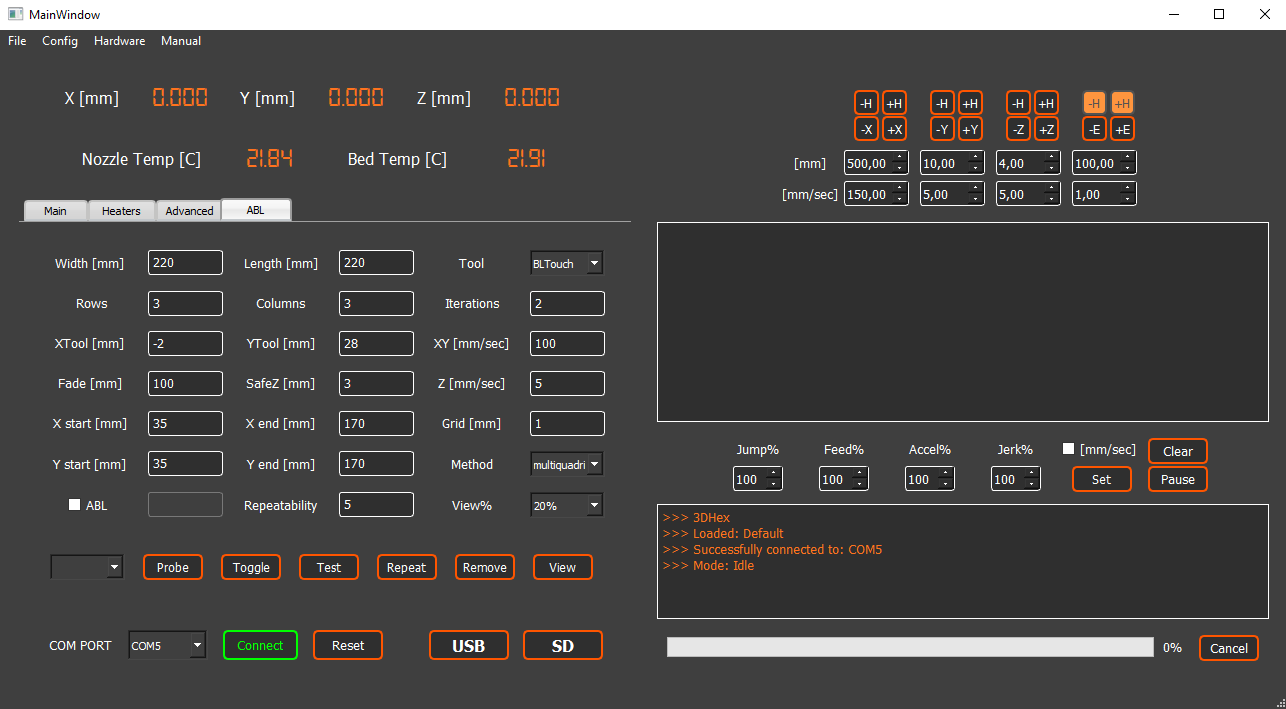 MainWindow
File Config Hardware Manual
X [mm] 0.000 Y [mm] 0.000 Z [mm] 0.000
Nozzle Temp [C] 21.84 Bed Temp [C] 21.91
-H +H -H +H -H +H -H +H
-X +X -Y +Y -Z +Z -E +E
[mm] 500,00 10,00 4,00 100,00
[mm/sec] 150,00 5,00 5,00 1,00
Main Heaters Advanced ABL
Width [mm] 220 Length [mm] 220 Tool BLTouch
Rows 3 Columns 3 Iterations 2
XTool [mm] -2 YTool [mm] 28 XY [mm/sec] 100
Fade [mm] 100 SafeZ [mm] 3 Z [mm/sec] 5
X start [mm] 35 X end [mm] 170 Grid [mm] 1
Y start [mm] 35 Y end [mm] 170 Method multiquadri
ABL Repeatability 5 View% 20%
Probe Toggle Test Repeat Remove View
COM PORT COM5 Connect Reset USB SD
Jump% Feed% Accel% Jerk% [mm/sec] Clear
100 100 100 100 Set Pause
>>> 3DHex
>>> Loaded: Default
>>> Successfully connected to: COM5
>>> Mode: Idle
0% Cancel